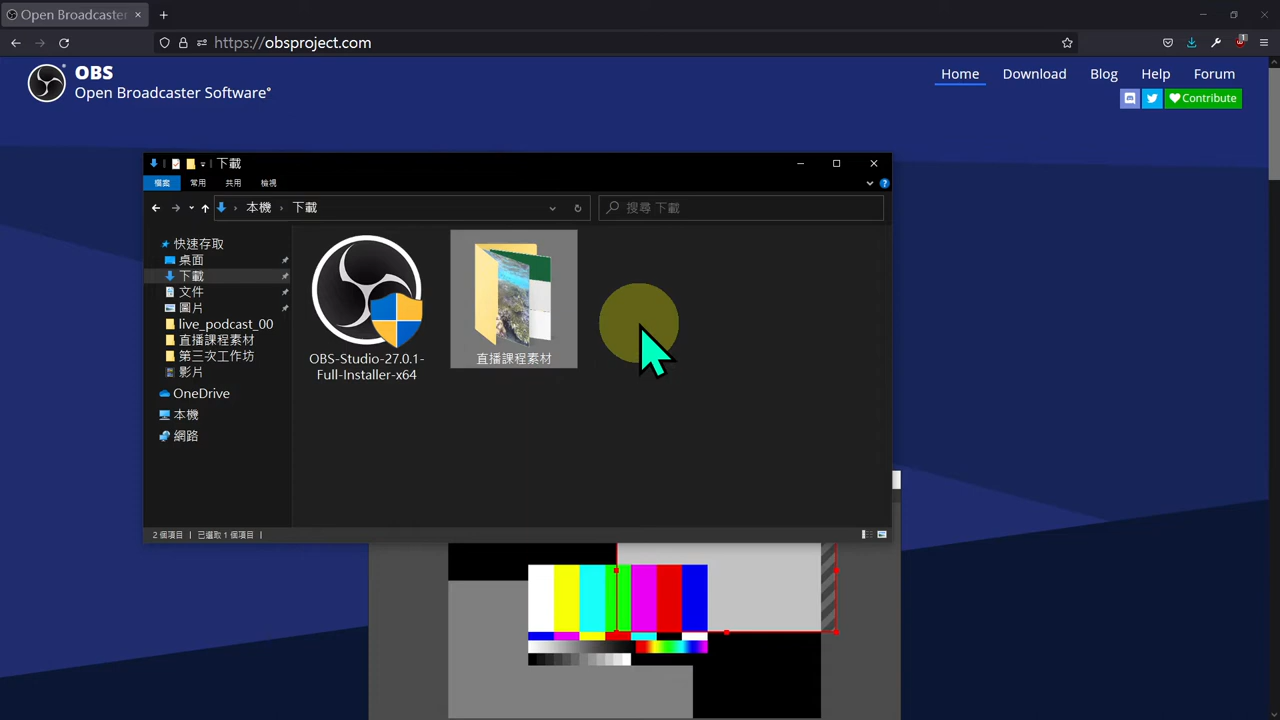 Open Broadcaster
https://obsproject.com
1
OBS
Open Broadcaster Software
Home
Download
Blog
Help
Forum
Contribute
下載
檔案
常用
共用
檢視
本機
下載
搜尋 下載
快速存取
桌面
下載
文件
圖片
live_podcast_00
直播課程素材
第三次工作坊
影片
OneDrive
本機
網路
OBS-Studio-27.0.1-
Full-Installer-x64
直播課程素材
2 個項目
已選取 1 個項目